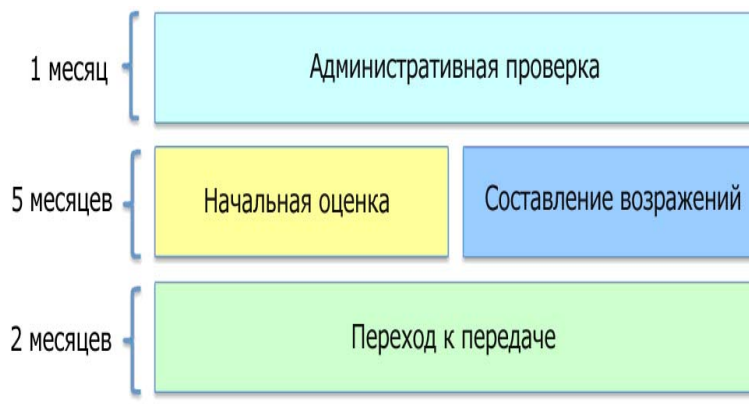 1 месяц
Административная проверка
5 месяцев
Начальная оценка
Составление возражений
2 месяцев
Переход к передаче